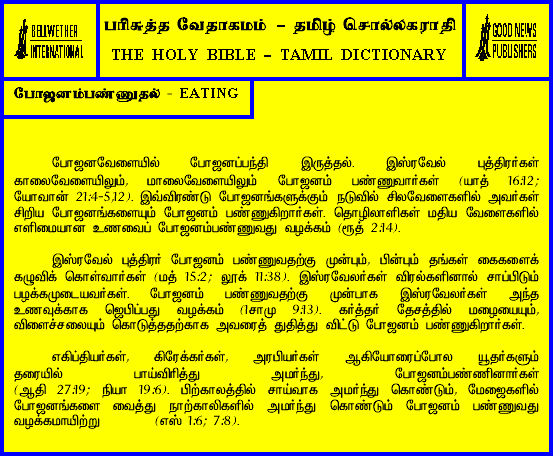 BELLWETHER
INTERNATIONAL
பரிசுத்த வேதாகமம் – தமிழ் சொல்லகராதி
THE HOLY BIBLE – TAMIL DICTIONARY
GOOD NEWS
PUBLISHERS
போஜனம்பண்ணுதல் - EATING
போஜனவேளையில் போஜனப்பந்தி இருத்தல். இஸ்ரவேல் புத்திரர்கள்
காலைவேளையிலும், மாலைவேளையிலும் போஜனம் பண்ணுவார்கள் (யாத் 16:12;
யோவான் 21:4-5,12). இவ்விரண்டு போஜனங்களுக்கும் நடுவில் சிலவேளைகளில் அவர்கள்
சிறிய போஜனங்களையும் போஜனம் பண்ணுகிறார்கள். தொழிலாளிகள் மதிய வேளைகளில்
எளிமையான உணவைப் போஜனம்பண்ணுவது வழக்கம் (ரூத் 2:14).
இஸ்ரவேல் புத்திரர் போஜனம் பண்ணுவதற்கு முன்பும், பின்பும் தங்கள் கைகளைக்
கழுவிக் கொள்வார்கள் (மத் 15:2; லூக் 11:38). இஸ்ரவேலர்கள் விரல்களினால் சாப்பிடும்
பழக்கமுடையவர்கள். போஜனம் பண்ணுவதற்கு முன்பாக இஸ்ரவேலர்கள் அந்த
உணவுக்காக ஜெபிப்பது வழக்கம் (1சாமு 9:13). கர்த்தர் தேசத்தில் மழையையும்,
விளைச்சலையும் கொடுத்ததற்காக அவரைத் துதித்து விட்டு போஜனம் பண்ணுகிறார்கள்.
எகிப்தியர்கள், கிரேக்கர்கள், அரபியர்கள் ஆகியோரைப்போல யூதர்களும்
தரையில் பாய்விரித்து அமர்ந்து, போஜனம்பண்ணினார்கள்
(ஆதி 27:19; நியா 19:6). பிற்காலத்தில் சாய்வாக அமர்ந்து கொண்டும், மேஜைகளில்
போஜனங்களை வைத்து நாற்காலிகளில் அமர்ந்து கொண்டும் போஜனம் பண்ணுவது
வழக்கமாயிற்று (எஸ் 1:6; 7:8).